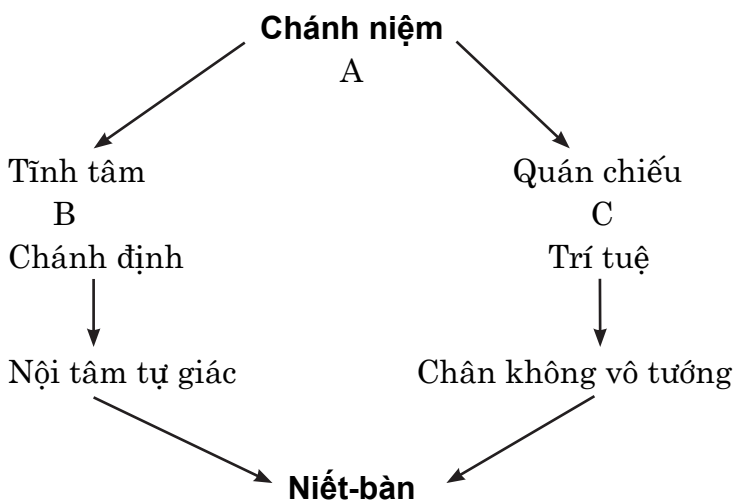 Chánh niệm
A
Tĩnh tâm
Quán chiếu
B
C
Chánh định
Trí tuệ
Nội tâm tự giác
Chân không vô tướng
Niết-bàn